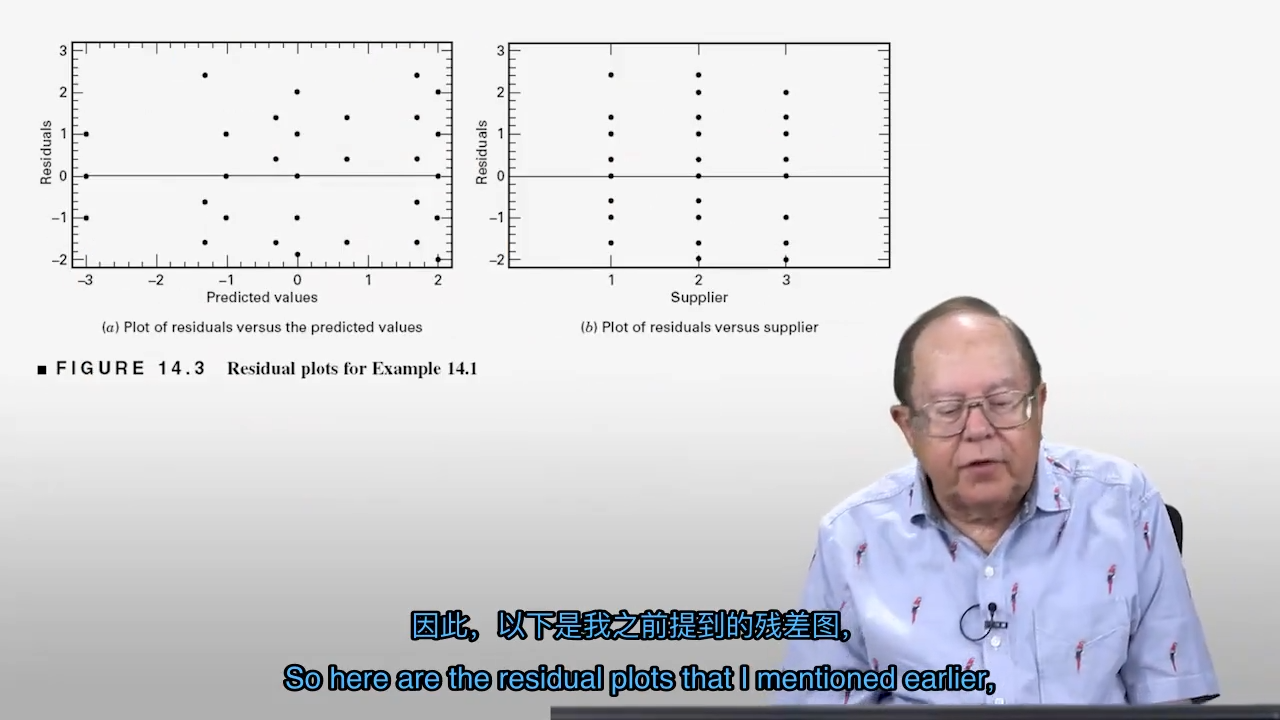 3
2
1
0
−1
−2
Residuals
−3 −2 −1 0 1 2
Predicted values
(a) Plot of residuals versus the predicted values
3
2
1
0
−1
−2
Residuals
1 2 3
Supplier
(b) Plot of residuals versus supplier
■ FIGURE 14.3 Residual plots for Example 14.1
因此，以下是我之前提到的残差图，
So here are the residual plots that I mentioned earlier,